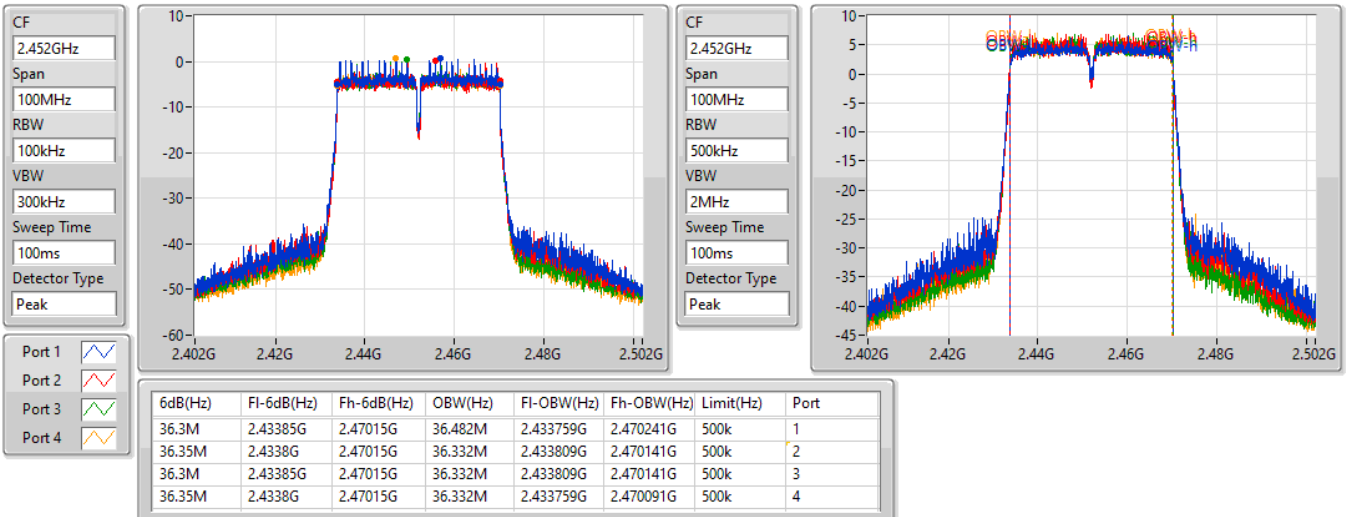 CF
2.452GHz
Span
100MHz
RBW
100kHz
VBW
300kHz
Sweep Time
100ms
Detector Type
Peak
10-
0-
-10-
-20-
-30-
-40-
-50-
-60-
2.402G 2.42G 2.44G 2.46G 2.48G 2.502G
CF
2.452GHz
Span
100MHz
RBW
500kHz
VBW
2MHz
Sweep Time
100ms
Detector Type
Peak
10-
5-
0-
-5-
-10-
-15-
-20-
-25-
-30-
-35-
-40-
-45-
OBW-h
2.402G 2.42G 2.44G 2.46G 2.48G 2.502G
Port 1
Port 2
Port 3
Port 4
6dB(Hz) Fl-6dB(Hz) Fh-6dB(Hz) OBW(Hz) Fl-OBW(Hz) Fh-OBW(Hz) Limit(Hz) Port
36.3M 2.43385G 2.47015G 36.482M 2.433759G 2.470241G 500k 1
36.35M 2.4338G 2.47015G 36.332M 2.433809G 2.470141G 500k 2
36.3M 2.43385G 2.47015G 36.332M 2.433809G 2.470141G 500k 3
36.35M 2.4338G 2.47015G 36.332M 2.433759G 2.470091G 500k 4